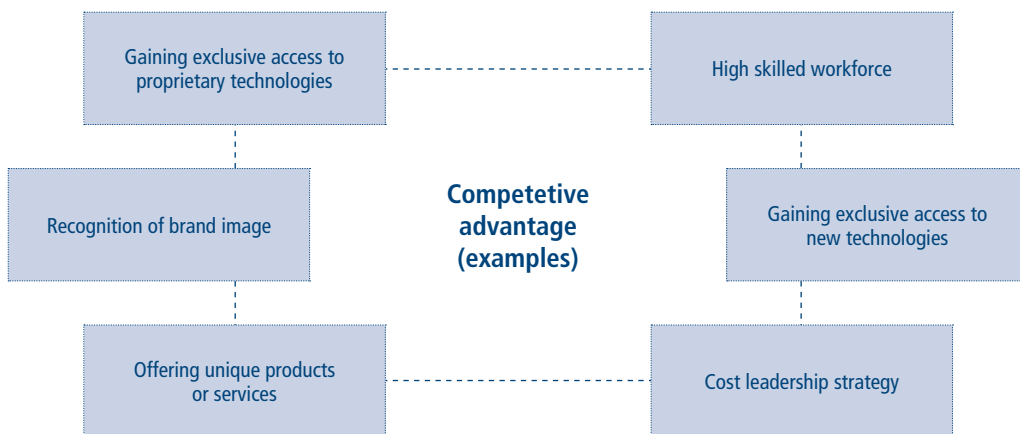 Gaining exclusive access to
proprietary technologies
High skilled workforce
Recognition of brand image
Competetive
advantage
(examples)
Gaining exclusive access to
new technologies
Offering unique products
or services
Cost leadership strategy